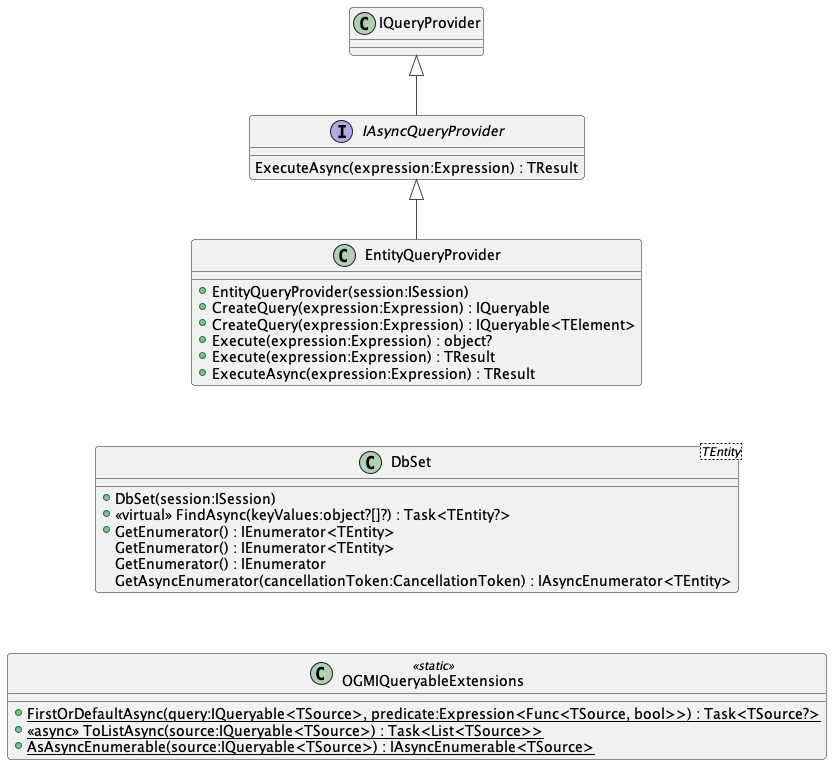 C IQueryProvider
I IAsyncQueryProvider
ExecuteAsync(expression:Expression) : TResult
C EntityQueryProvider
EntityQueryProvider(session:ISession)
CreateQuery(expression:Expression) : IQueryable
CreateQuery(expression:Expression) : IQueryable<TElement>
Execute(expression:Expression) : object?
Execute(expression:Expression) : TResult
ExecuteAsync(expression:Expression) : TResult
TEntity
C DbSet
DbSet(session:ISession)
«virtual» FindAsync(keyValues:object?[]?) : Task<TEntity?>
GetEnumerator() : IEnumerator<TEntity>
GetEnumerator() : IEnumerator<TEntity>
GetEnumerator() : IEnumerator
GetAsyncEnumerator(cancellationToken:CancellationToken) : IAsyncEnumerator<TEntity>
«static»
C OGMIQueryableExtensions
FirstOrDefaultAsync(query:IQueryable<TSource>, predicate:Expression<Func<TSource, bool>>) : Task<TSource?>
«async» ToListAsync(source:IQueryable<TSource>) : Task<List<TSource>>
AsAsyncEnumerable(source:IQueryable<TSource>) : IAsyncEnumerable<TSource>